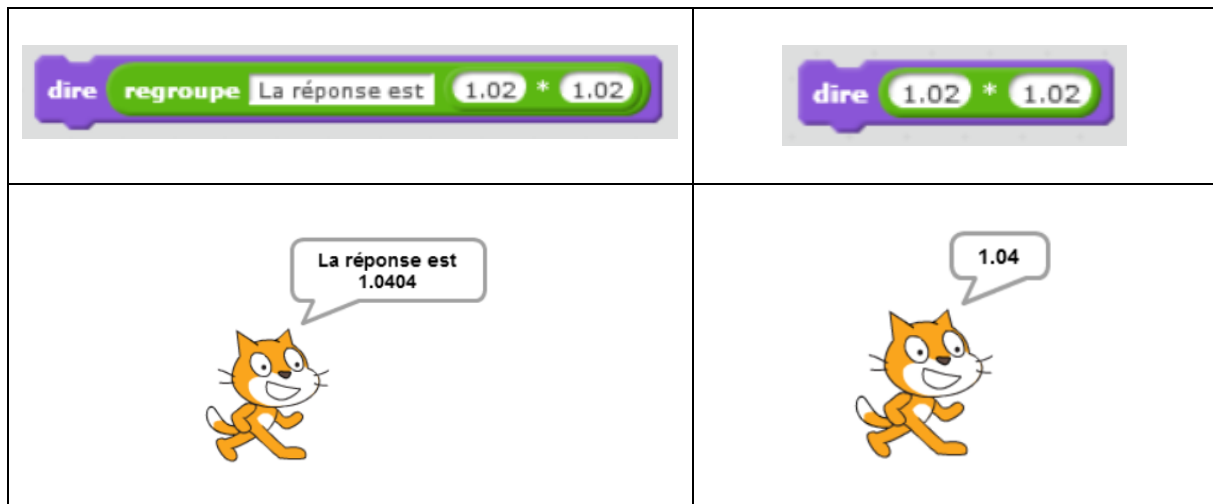 dire regroupe La réponse est 1.02 * 1.02
dire 1.02 * 1.02
La réponse est
1.0404
1.04